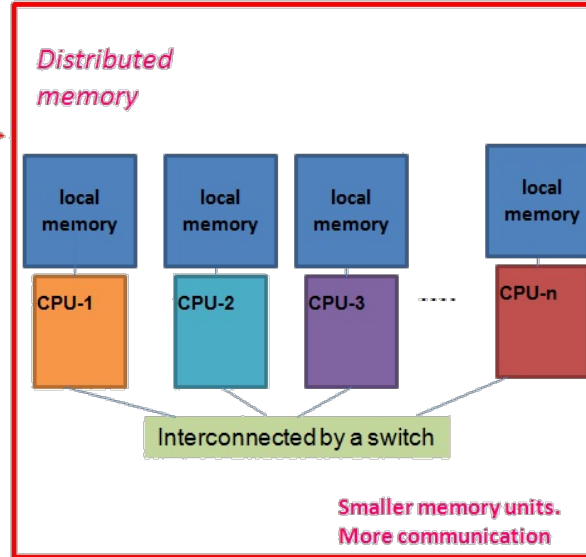 Distributed
memory
local
memory
local
memory
local
memory
local
memory
CPU-1
CPU-2
CPU-3
.....
CPU-n
Interconnected by a switch
Smaller memory units.
More communication